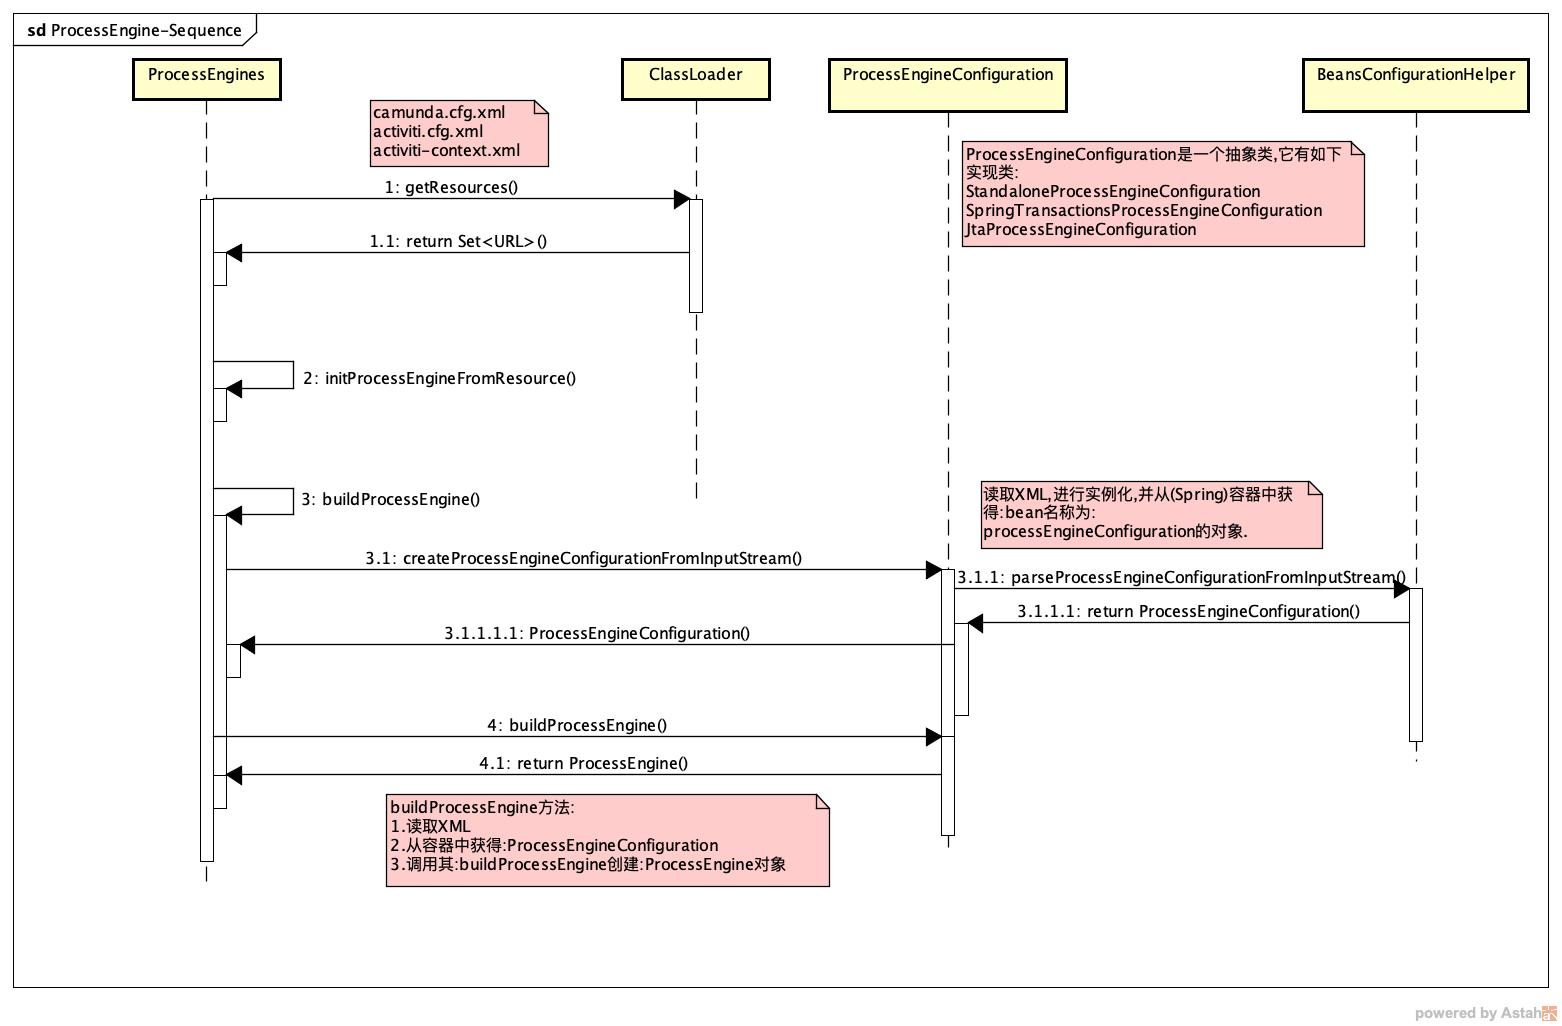 sd ProcessEngine-Sequence
ProcessEngines
ClassLoader
ProcessEngineConfiguration
BeansConfigurationHelper
camunda.cfg.xml
activiti.cfg.xml
activiti-context.xml
ProcessEngineConfiguration是一个抽象类,它有如下
实现类:
StandaloneProcessEngineConfiguration
SpringTransactionsProcessEngineConfiguration
JtaProcessEngineConfiguration
1: getResources()
1.1: return Set<URL>()
2: initProcessEngineFromResource()
3: buildProcessEngine()
读取XML,进行实例化,并从(Spring)容器中获
得:bean名称为:
processEngineConfiguration的对象.
3.1: createProcessEngineConfigurationFromInputStream()
3.1.1: parseProcessEngineConfigurationFromInputStream()
3.1.1.1: return ProcessEngineConfiguration()
3.1.1.1.1: ProcessEngineConfiguration()
4: buildProcessEngine()
4.1: return ProcessEngine()
buildProcessEngine方法:
1.读取XML
2.从容器中获得:ProcessEngineConfiguration
3.调用其:buildProcessEngine创建:ProcessEngine对象
powered by Astah